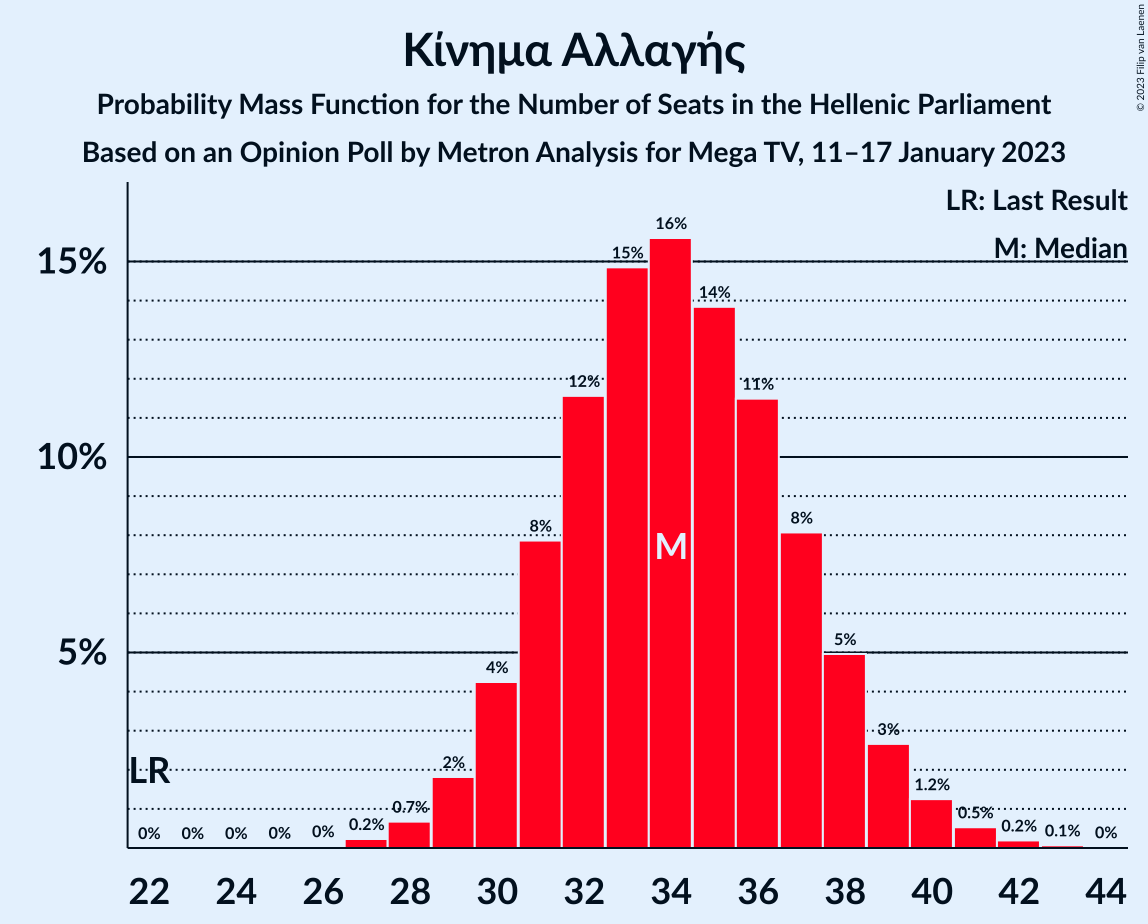 Κίνημα Αλλαγής
Probability Mass Function for the Number of Seats in the Hellenic Parliament
Based on an Opinion Poll by Metron Analysis for Mega TV, 11–17 January 2023
© 2023 Filip van Laenen
LR: Last Result
M: Median
15%
10%
5%
LR
M
0% 0% 0% 0% 0% 0.2% 0.7% 2% 4% 8% 12% 15% 16% 14% 11% 8% 5% 3% 1.2% 0.5% 0.2% 0.1% 0%
22 24 26 28 30 32 34 36 38 40 42 44